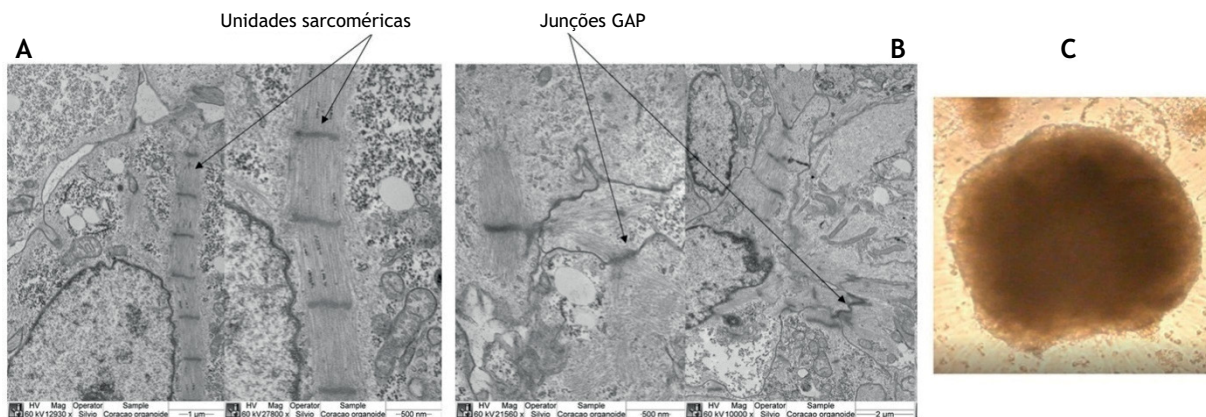 Unidades sarcoméricas
Junções GAP
A
B
C
HV Mag Operator Sample
60 kV 12930 x Silvio Coracao organoide 1 um
HV Mag Operator Sample
60 kV 27800 x Silvio Coracao organoide 500 nm
HV Mag Operator Sample
60 kV 21560 x Silvio Coracao organoide 500 nm
HV Mag Operator Sample
60 kV 10000 x Silvio Coracao organoide 2 um